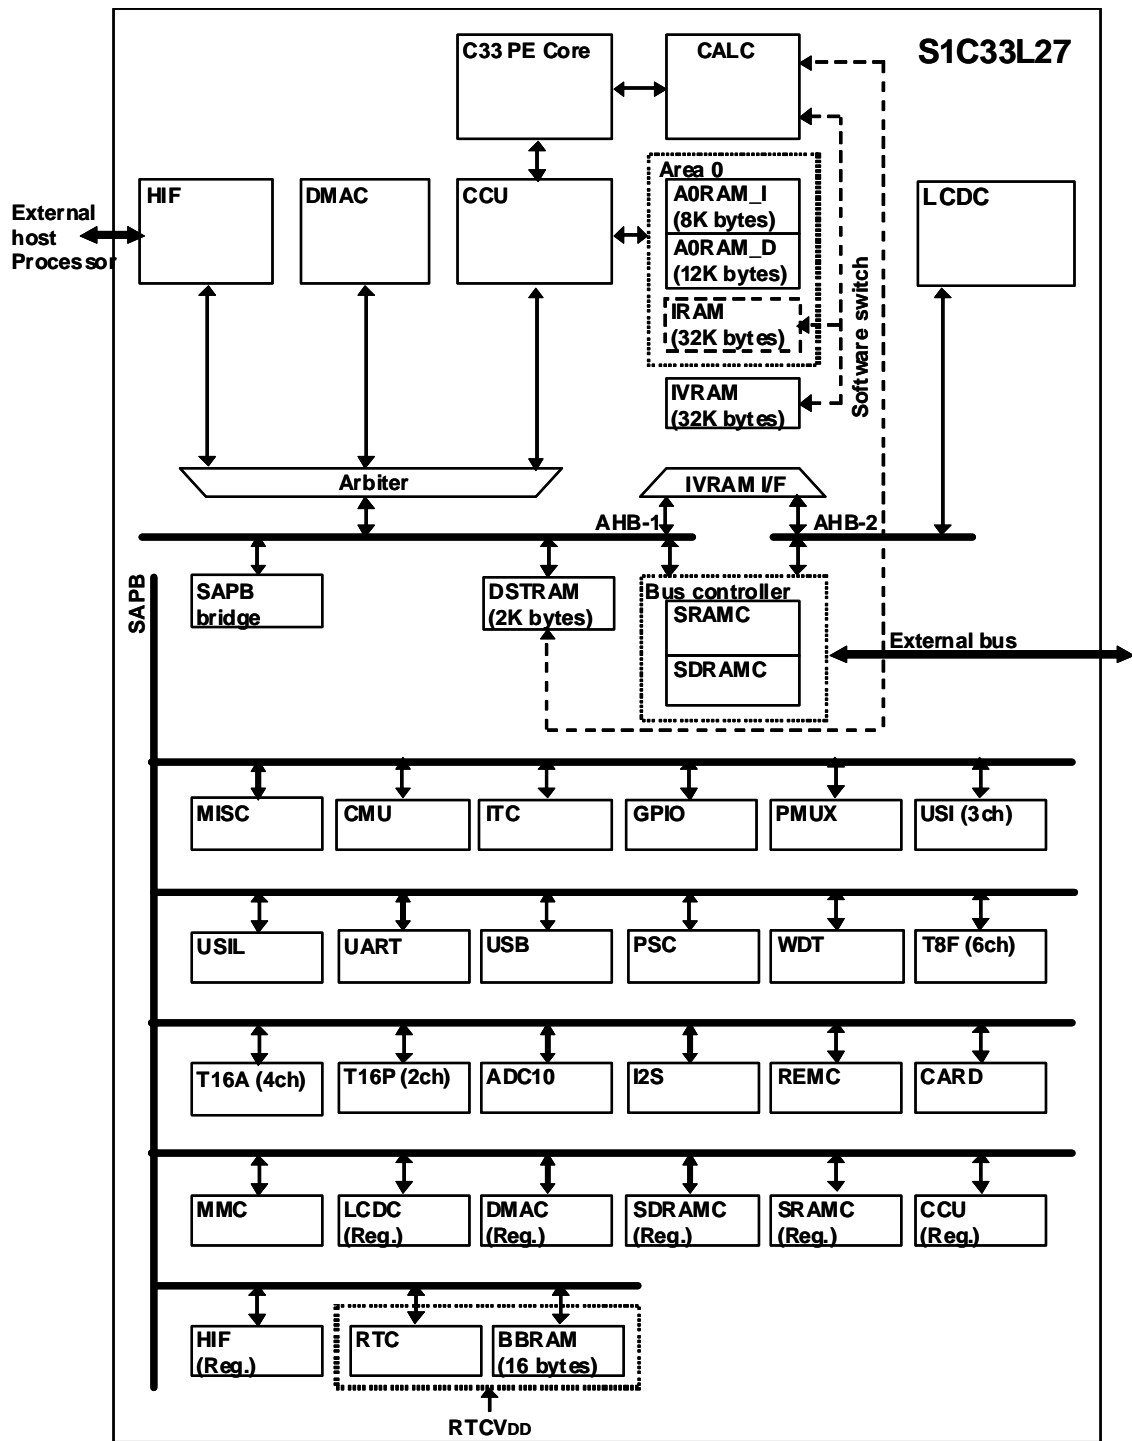 S1C33L27
C33 PE Core
CALC
External
host
Processor
HIF
DMAC
CCU
Area 0
A0RAM_I
(8K bytes)
A0RAM_D
(12K bytes)
IRAM
(32K bytes)
IVRAM
(32K bytes)
LCDC
Software switch
Arbiter
IVRAM I/F
AHB-1
AHB-2
SAPB
SAPB
bridge
DSTRAM
(2K bytes)
Bus controller
SRAMC
SDRAMC
External bus
MISC
CMU
ITC
GPIO
PMUX
USI (3ch)
USIL
UART
USB
PSC
WDT
T8F (6ch)
T16A (4ch)
T16P (2ch)
ADC10
I2S
REMC
CARD
MMC
LCDC
(Reg.)
DMAC
(Reg.)
SDRAMC
(Reg.)
SRAMC
(Reg.)
CCU
(Reg.)
HIF
(Reg.)
RTC
BBRAM
(16 bytes)
RTCVDD